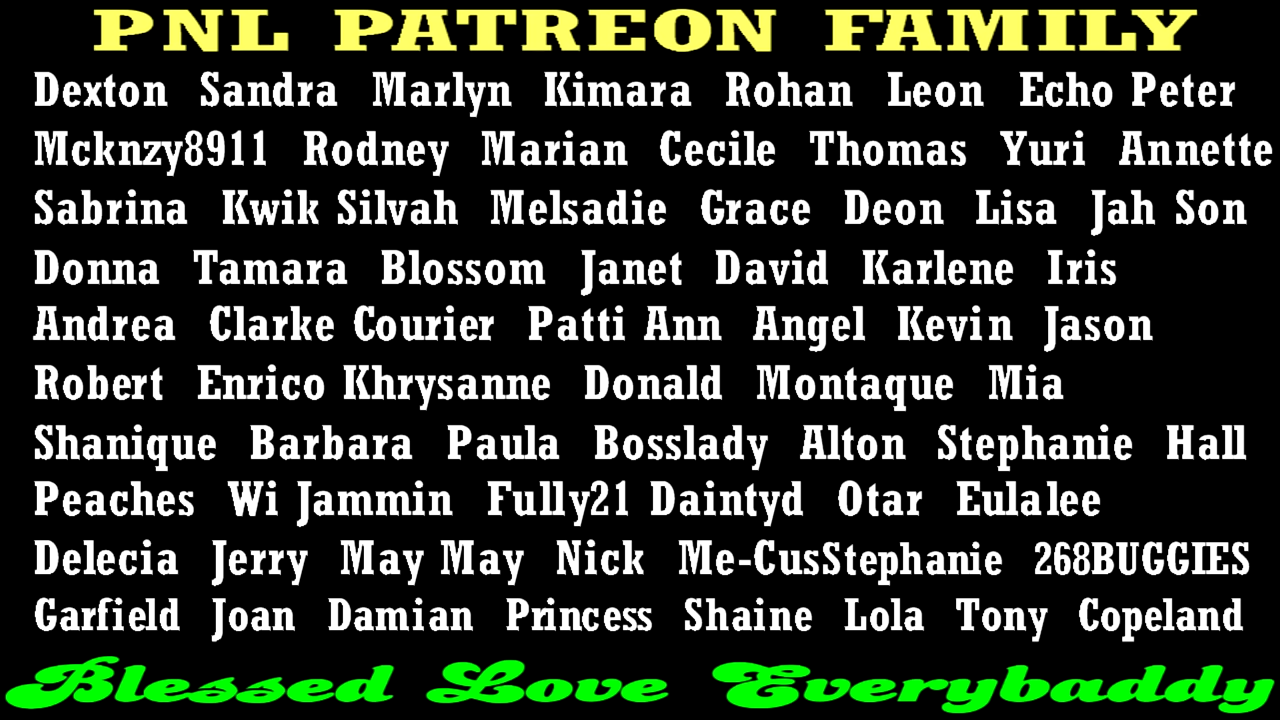 PNL PATREON FAMILY
Dexton Sandra Marlyn Kimara Rohan Leon Echo Peter
Mcknzy8911 Rodney Marian Cecile Thomas Yuri Annette
Sabrina Kwik Silvah Melsadie Grace Deon Lisa Jah Son
Donna Tamara Blossom Janet David Karlene Iris
Andrea Clarke Courier Patti Ann Angel Kevin Jason
Robert Enrico Khrysanne Donald Montaque Mia
Shanique Barbara Paula Bosslady Alton Stephanie Hall
Peaches Wi Jammin Fully21 Daintyd Otar Eulalee
Delecia Jerry May May Nick Me-CusStephanie 268BUGGIES
Garfield Joan Damian Princess Shaine Lola Tony Copeland
Blessed Love Everybaddy